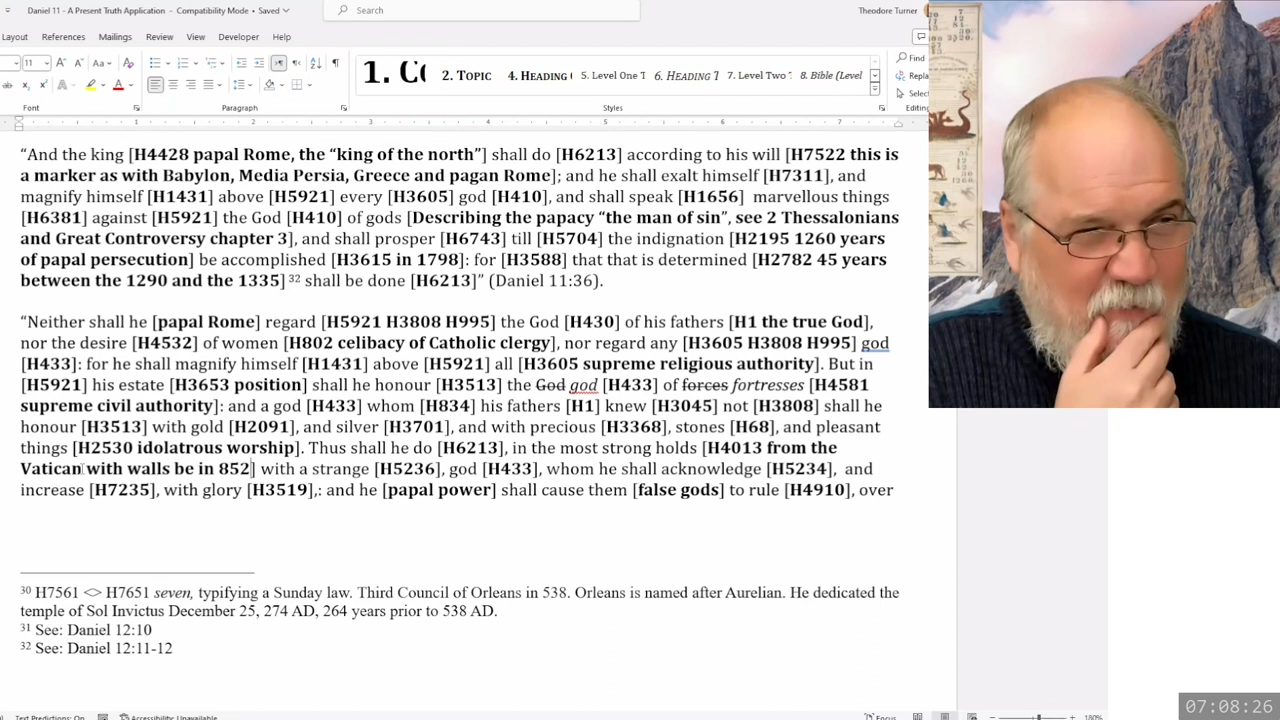 Daniel 11 - A Present Truth Application - Compatibility Mode • Saved
Search
Theodore Turner
Layout References Mailings Review View Developer Help
11 A A Aa A
1. C 2. TOPIC 4. HEADING 5. Level One T 6. HEADING T 7. Level Two 8. Bible (Level
Find
Select
Font Paragraph Styles Editing
1 2 3 4 5 6 7
“And the king [H4428 papal Rome, the “king of the north”] shall do [H6213] according to his will [H7522 this is
a marker as with Babylon, Media Persia, Greece and pagan Rome]; and he shall exalt himself [H7311], and
magnify himself [H1431] above [H5921] every [H3605] god [H410], and shall speak [H1656] marvellous things
[H6381] against [H5921] the God [H410] of gods [Describing the papacy “the man of sin”, see 2 Thessalonians
and Great Controversy chapter 3], and shall prosper [H6743] till [H5704] the indignation [H2195 1260 years
of papal persecution] be accomplished [H3615 in 1798]: for [H3588] that that is determined [H2782 45 years
between the 1290 and the 1335] 32 shall be done [H6213]” (Daniel 11:36).
“Neither shall he [papal Rome] regard [H5921 H3808 H995] the God [H430] of his fathers [H1 the true God],
nor the desire [H4532] of women [H802 celibacy of Catholic clergy], nor regard any [H3605 H3808 H995] god
[H433]: for he shall magnify himself [H1431] above [H5921] all [H3605 supreme religious authority]. But in
[H5921] his estate [H3653 position] shall he honour [H3513] the God god [H433] of forces fortresses [H4581
supreme civil authority]: and a god [H433] whom [H834] his fathers [H1] knew [H3045] not [H3808] shall he
honour [H3513] with gold [H2091], and silver [H3701], and with precious [H3368], stones [H68], and pleasant
things [H2530 idolatrous worship]. Thus shall he do [H6213], in the most strong holds [H4013 from the
Vatican with walls be in 852] with a strange [H5236], god [H433], whom he shall acknowledge [H5234], and
increase [H7235], with glory [H3519],: and he [papal power] shall cause them [false gods] to rule [H4910], over
30 H7561 <> H7651 seven, typifying a Sunday law. Third Council of Orleans in 538. Orleans is named after Aurelian. He dedicated the
temple of Sol Invictus December 25, 274 AD, 264 years prior to 538 AD.
31 See: Daniel 12:10
32 See: Daniel 12:11-12
Text Predictions: On Accessibility: Unavailable Focus 180%
07:08:26